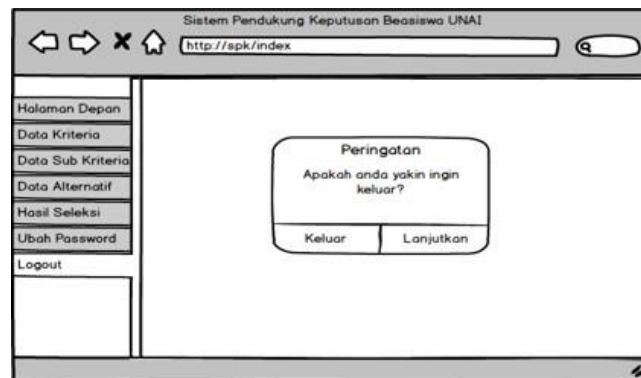 Sistem Pendukung Keputusan Beasiswa UNAI
http://spk/index
Halaman Depan
Data Kriteria
Data Sub Kriteria
Data Alternatif
Hasil Seleksi
Ubah Password
Logout
Peringatan
Apakah anda yakin ingin
keluar?
Keluar
Lanjutkan